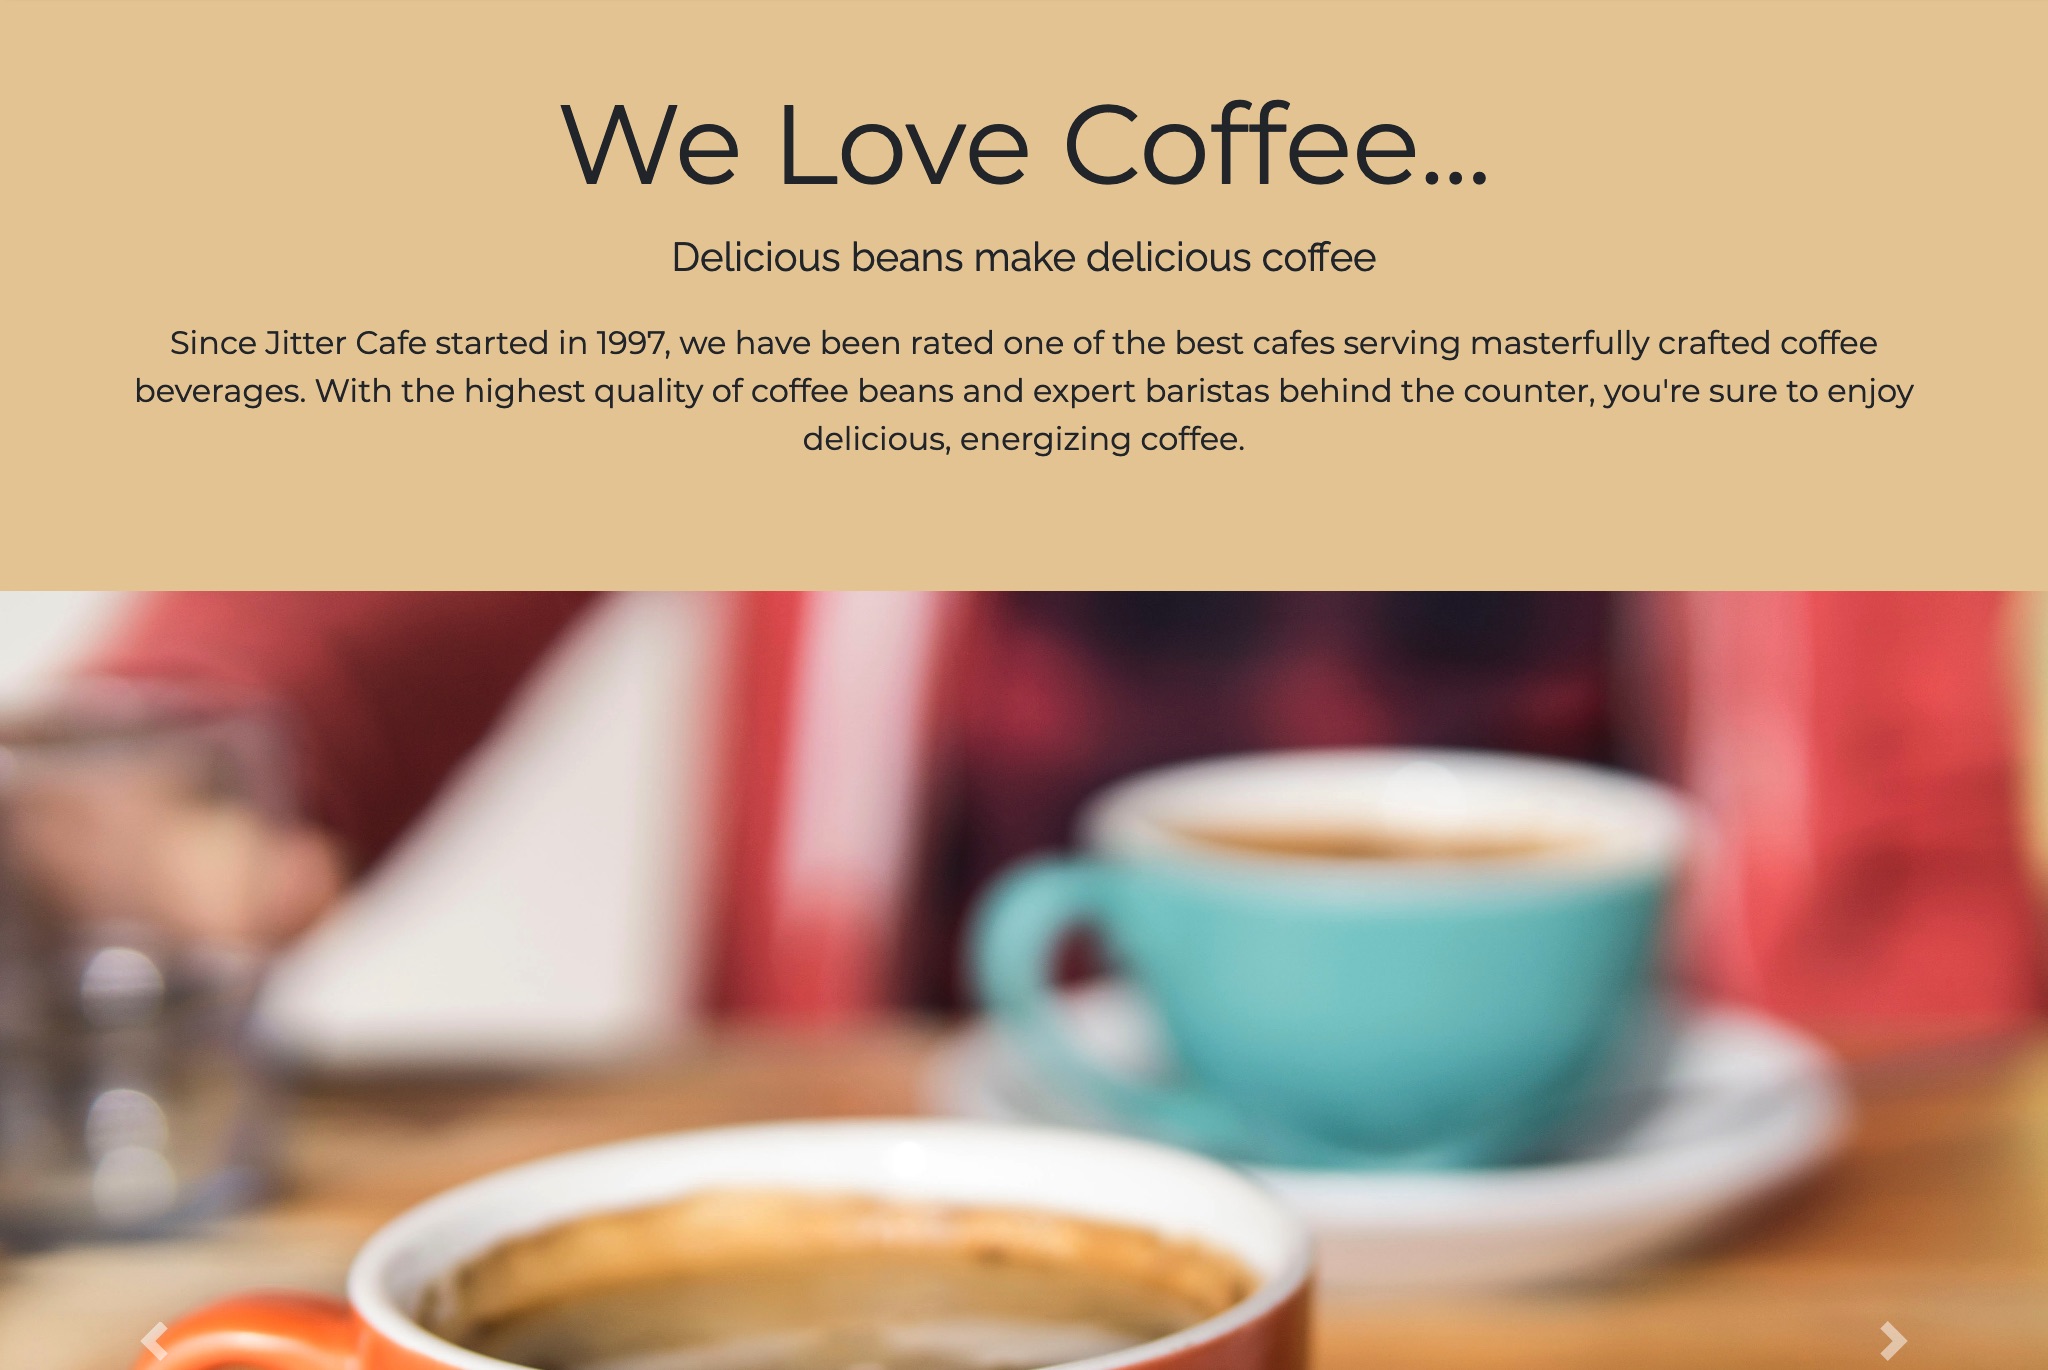 We Love Coffee...
Delicious beans make delicious coffee
Since Jitter Cafe started in 1997, we have been rated one of the best cafes serving masterfully crafted coffee
beverages. With the highest quality of coffee beans and expert baristas behind the counter, you're sure to enjoy
delicious, energizing coffee.